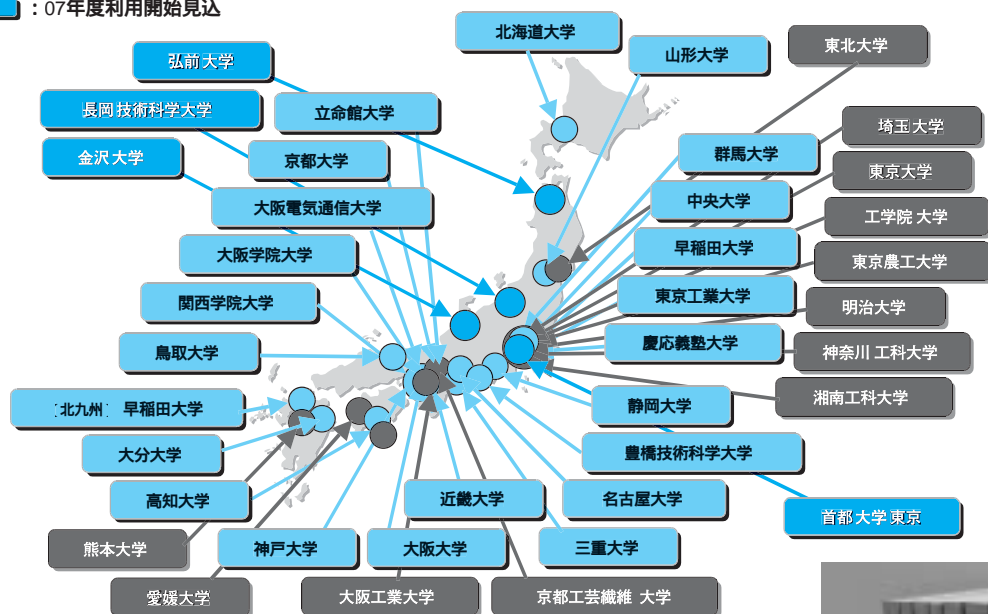 ：07年度利用開始見込
北海道大学
弘前大学
山形大学
東北大学
長岡技術科学大学
立命館大学
埼玉大学
金沢大学
京都大学
群馬大学
東京大学
大阪電気通信大学
中央大学
工学院大学
大阪学院大学
早稲田大学
東京農工大学
関西学院大学
東京工業大学
明治大学
鳥取大学
慶応義塾大学
神奈川工科大学
［北九州］早稲田大学
静岡大学
湘南工科大学
大分大学
豊橋技術科学大学
高知大学
近畿大学
名古屋大学
首都大学東京
熊本大学
神戸大学
大阪大学
三重大学
愛媛大学
大阪工業大学
京都工芸繊維 大学